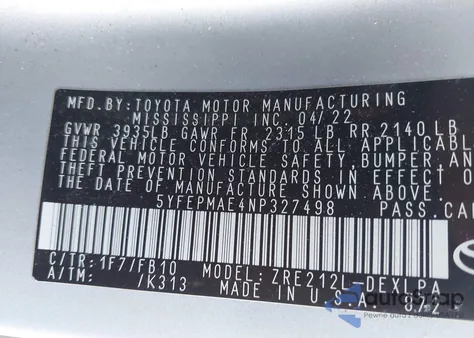 MFD.BY: TOYOTA MOTOR MANUFACTURING
MISSISSIPPI INC. 04/22
GVWR 3935LB GAWR FR 2315 LB RR 2140 LB
THIS VEHICLE CONFORMS TO ALL APPLICABL
FEDERAL MOTOR VEHICLE SAFETY, BUMPER, AN
THEFT PREVENTION STANDARDS IN EFFECT O
THE DATE OF MANUFACTURE SHOWN ABOVE.
5YFEPMAE4NP327498 PASS.CA
C/TR: 1F7/FB10 MODEL: ZRE212L-DEXLPA
A/TM: /K313 MADE IN U.S.A.
autostrap